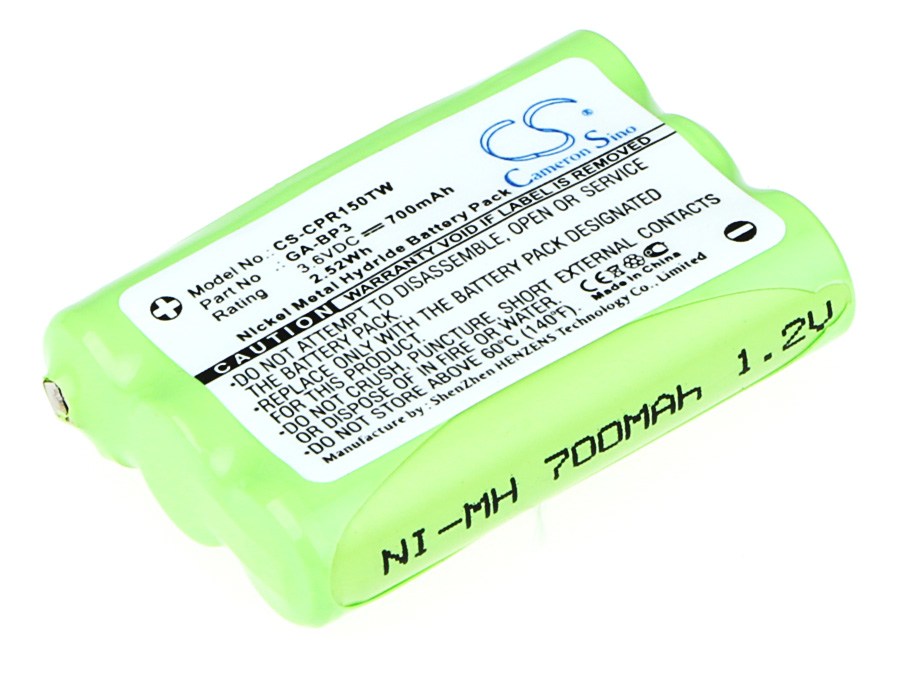 CS®
Cameron Sino
Model No.: CS-CPR150TW
Part No : GA-BP3
Rating : 3.6VDC ⎓ 700mAh
2.52Wh
Nickel Metal Hydride Battery Pack
CAUTION WARRANTY VOID IF LABEL IS REMOVED
•DO NOT ATTEMPT TO DISASSEMBLE, OPEN OR SERVICE
THE BATTERY PACK.
•REPLACE ONLY WITH THE BATTERY SPECIFIED
FOR THIS PACK.
•DO NOT CRUSH, PUNCTURE, SHORT EXTERNAL CONTACTS
OR DISPOSE OF IN FIRE OR WATER.
•DO NOT STORE ABOVE 60°C (140°F).
CE
Made in China
Manufacture by : ShenZhen HENZENS Technology Co., Limited
+
-
NI-MH 700MAh 1.2V